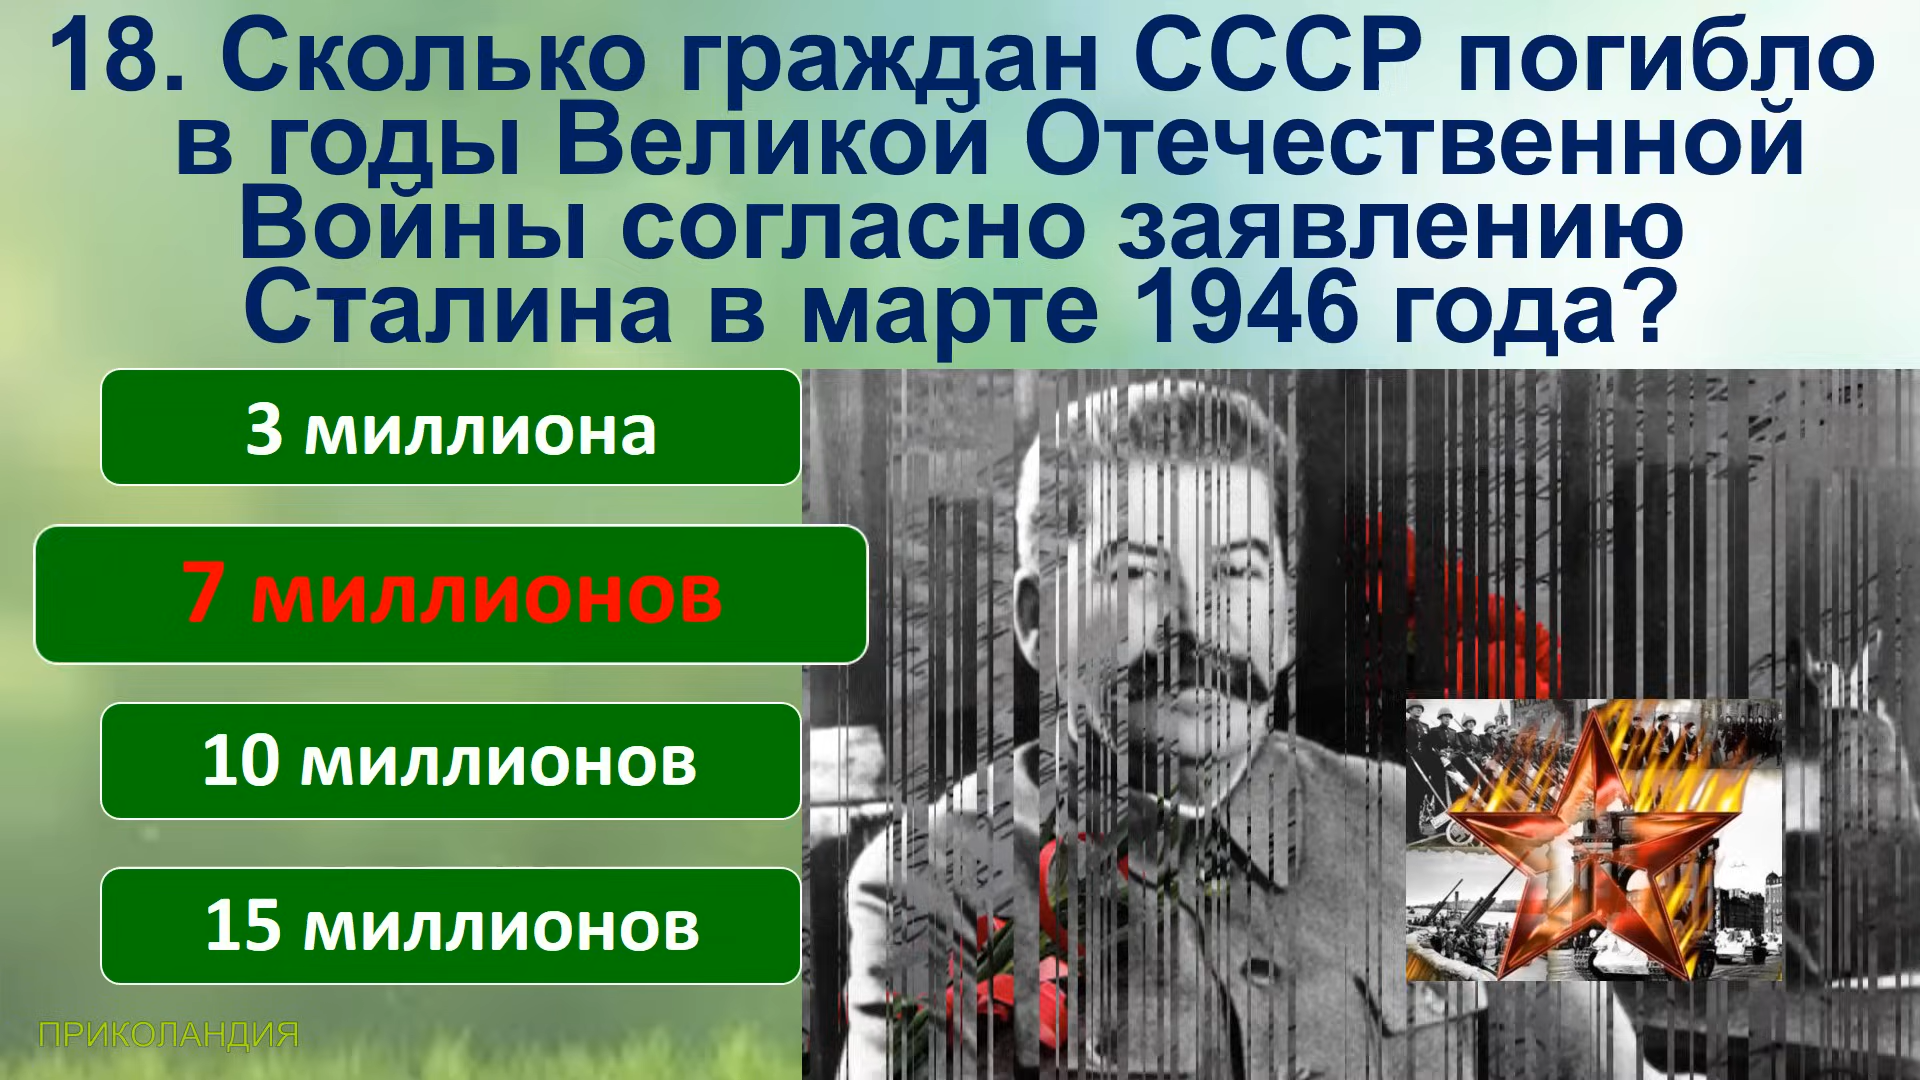 18. Сколько граждан СССР погибло
в годы Великой Отечественной
Войны согласно заявлению
Сталина в марте 1946 года?
3 миллиона
7 миллионов
10 миллионов
15 миллионов
ПРИКОЛАНДИЯ